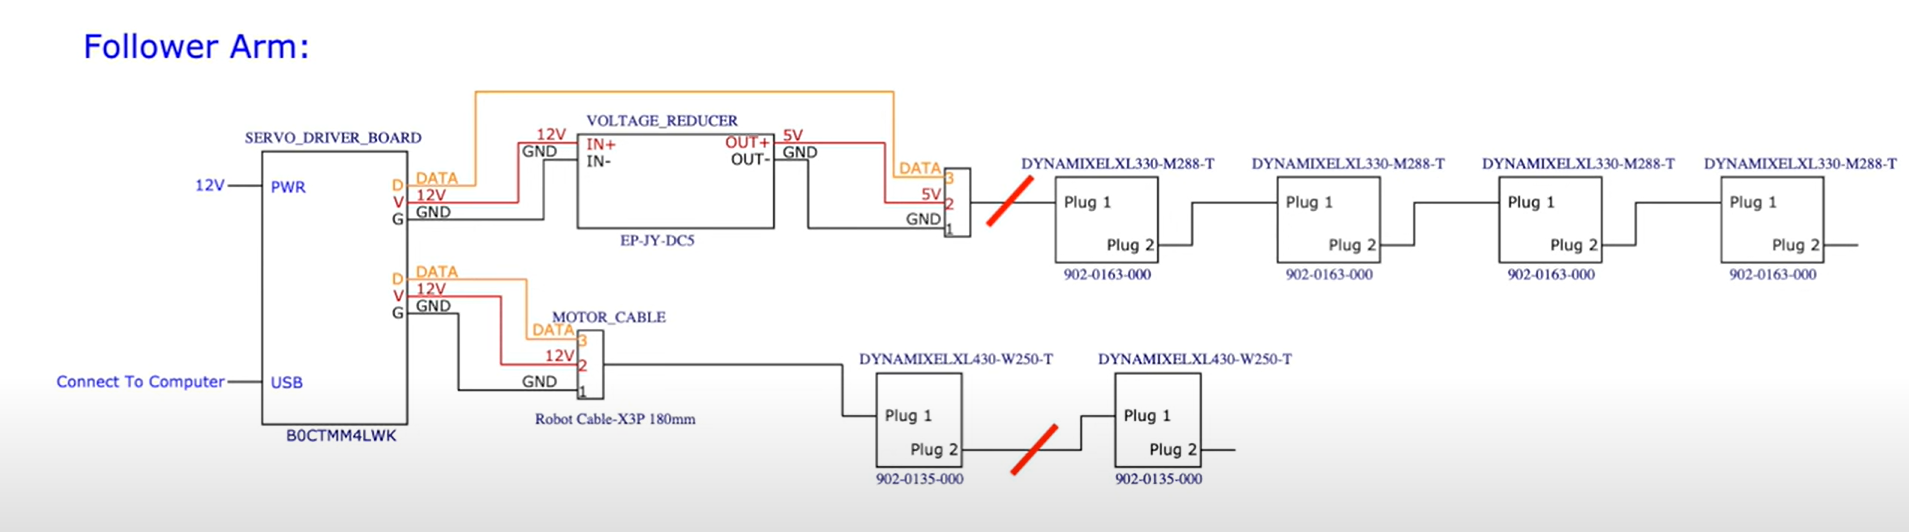 Follower Arm:
SERVO_DRIVER_BOARD
12V
PWR
D
DATA
V
12V
G
GND
D
DATA
V
12V
G
GND
Connect To Computer
USB
B0CTMM4LWK
VOLTAGE_REDUCER
12V
GND
IN+
IN-
OUT+
OUT-
5V
GND
EP-JY-DC5
DATA
3
5V
2
GND
1
MOTOR_CABLE
DATA
3
12V
2
GND
1
Robot Cable-X3P 180mm
DYNAMIXELXL330-M288-T
Plug 1
Plug 2
902-0163-000
DYNAMIXELXL330-M288-T
Plug 1
Plug 2
902-0163-000
DYNAMIXELXL330-M288-T
Plug 1
Plug 2
902-0163-000
DYNAMIXELXL330-M288-T
Plug 1
Plug 2
902-0163-000
DYNAMIXELXL430-W250-T
Plug 1
Plug 2
902-0135-000
DYNAMIXELXL430-W250-T
Plug 1
Plug 2
902-0135-000